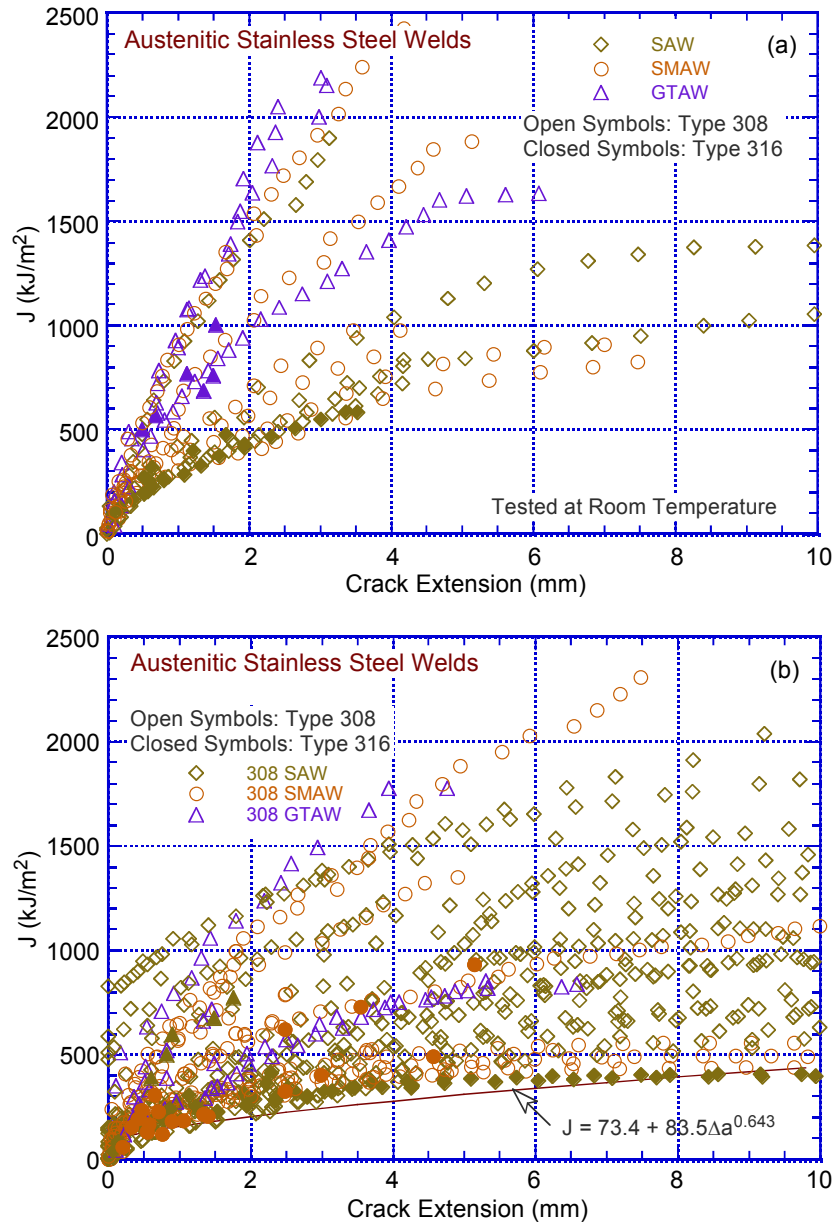 2500
Austenitic Stainless Steel Welds
(a)
SAW
SMAW
GTAW
Open Symbols: Type 308
Closed Symbols: Type 316
2000
1500
1000
500
0
J (kJ/m2)
Tested at Room Temperature
0 2 4 6 8 10
Crack Extension (mm)
2500
Austenitic Stainless Steel Welds
(b)
Open Symbols: Type 308
Closed Symbols: Type 316
308 SAW
308 SMAW
308 GTAW
2000
1500
1000
500
0
J (kJ/m2)
J = 73.4 + 83.5Δa0.643
0 2 4 6 8 10
Crack Extension (mm)